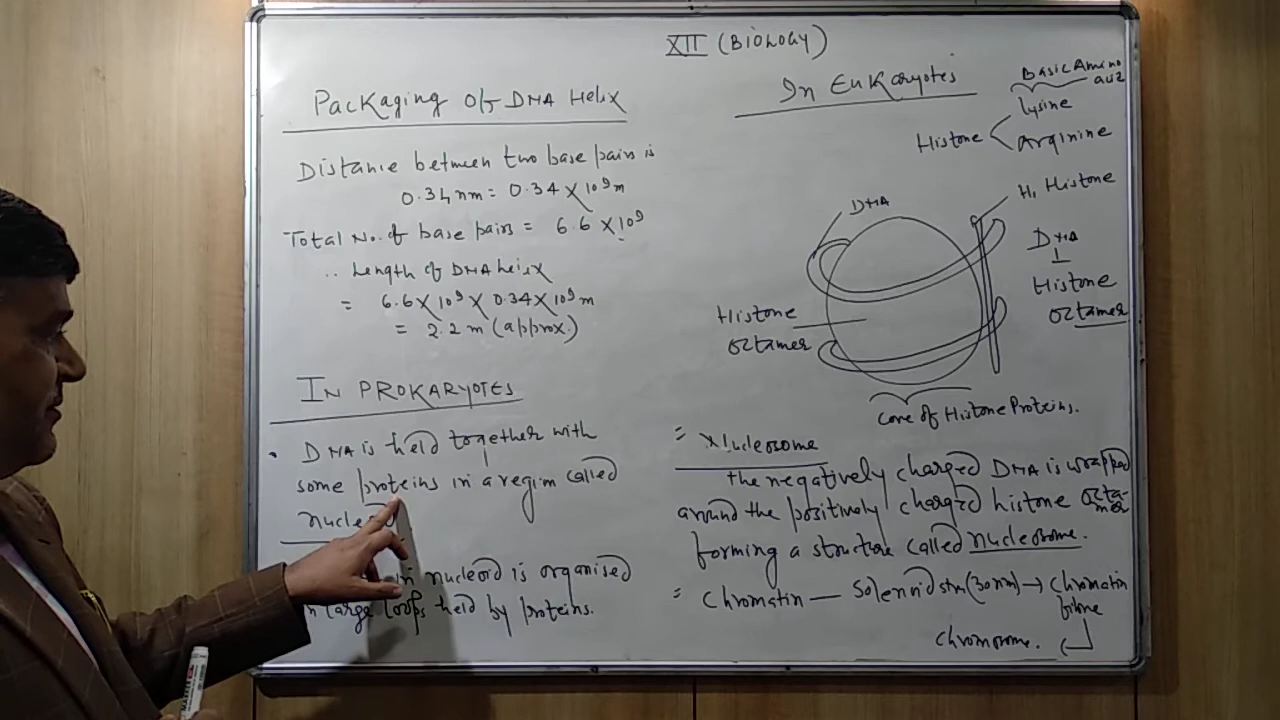 XII (BIOLOGY)
Packaging of DNA Helix
Distance between two base pairs is
0.34 nm = 0.34 X 10⁹ m
Total No. of base pairs = 6.6 X 10⁹
∴ Length of DNA helix
= 6.6 X 10⁹ X 0.34 X 10⁹ m
= 2.2 m (approx.)
IN PROKARYOTES
• DNA is held together with
some proteins in a region called
in nucleoid is organised
large loops held by proteins.
In Eukaryotes
Basic Amino
Histone < lysine
Arginine
DNA
H₁ Histone
DNA
Histone
octamer
Histone
octamer
Core of Histone Proteins.
= Nucleosome
the negatively charged DNA is wrapped
around the positively charged histone octa-
mer
forming a structure called nucleosome.
= Chromatin — Solenoid str. (30 nm) → Chromatin
fibre
Chromosome.